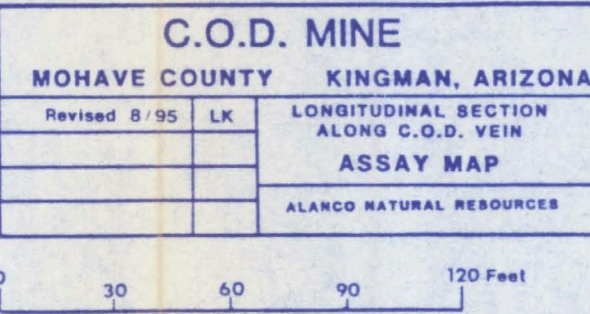 C.O.D. MINE
MOHAVE COUNTY KINGMAN, ARIZONA
Revised 8/95 LK
LONGITUDINAL SECTION
ALONG C.O.D. VEIN
ASSAY MAP
ALANCO NATURAL RESOURCES
0 30 60 90 120 Feet